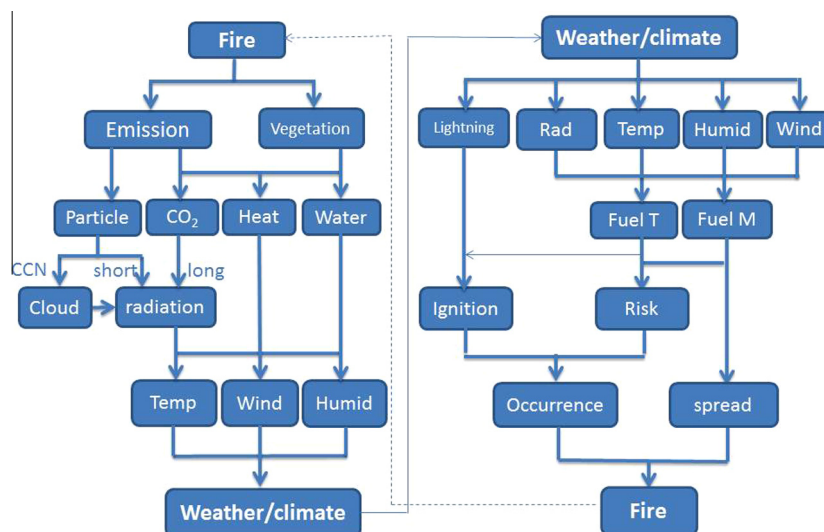 Fire
Emission
Vegetation
Particle
CO₂
Heat
Water
CCN
short
long
Cloud
radiation
Temp
Wind
Humid
Weather/climate
Weather/climate
Lightning
Rad
Temp
Humid
Wind
Fuel T
Fuel M
Ignition
Risk
Occurrence
spread
Fire